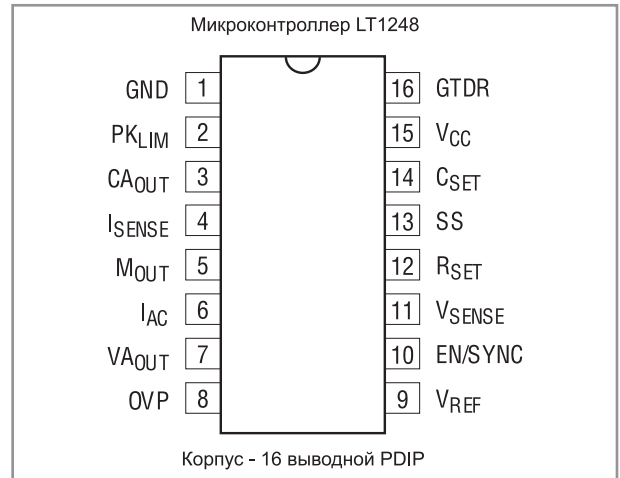 Микроконтроллер LT1248
GND 1 16 GTDR
PKLIM 2 15 VCC
CAOUT 3 14 CSET
ISENSE 4 13 SS
MOUT 5 12 RSET
IAC 6 11 VSENSE
VAOUT 7 10 EN/SYNC
OVP 8 9 VREF
Корпус - 16 выводной PDIP